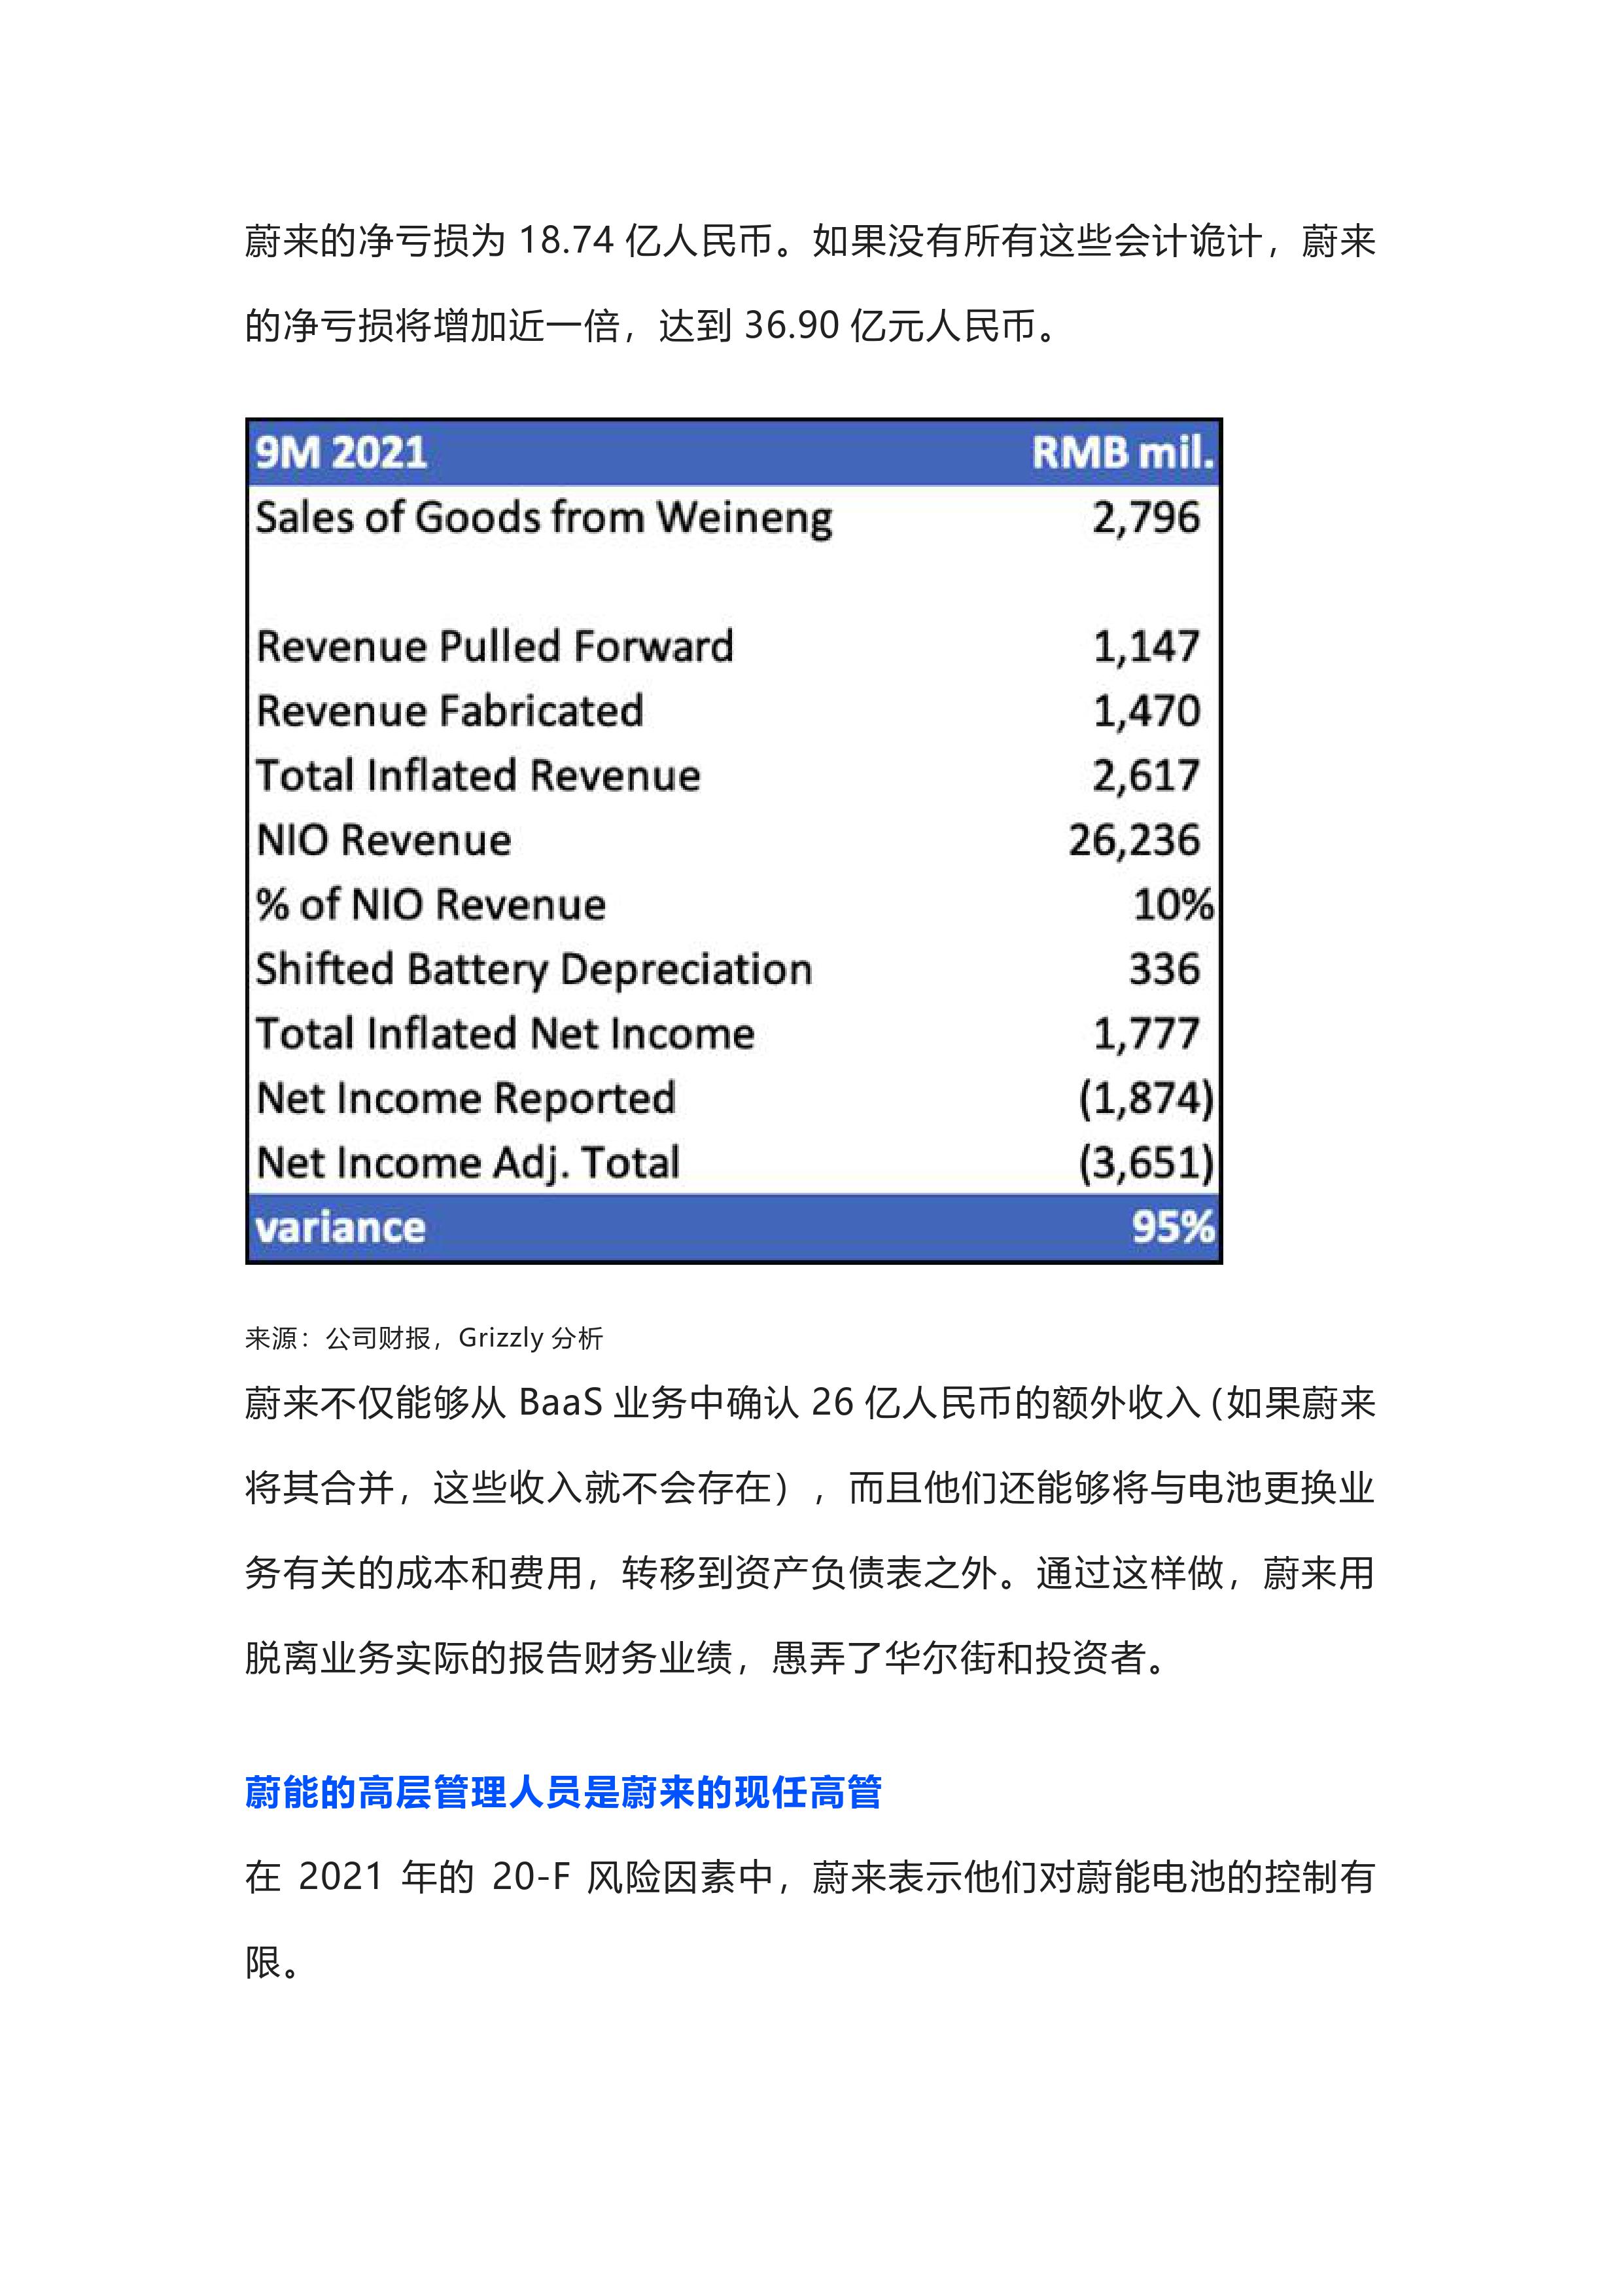 蔚来的净亏损为 18.74 亿人民币。如果没有所有这些会计诡计，蔚来
的净亏损将增加近一倍，达到 36.90 亿元人民币。
9M 2021 RMB mil.
Sales of Goods from Weineng 2,796
Revenue Pulled Forward 1,147
Revenue Fabricated 1,470
Total Inflated Revenue 2,617
NIO Revenue 26,236
% of NIO Revenue 10%
Shifted Battery Depreciation 336
Total Inflated Net Income 1,777
Net Income Reported (1,874)
Net Income Adj. Total (3,651)
variance 95%
来源：公司财报，Grizzly 分析
蔚来不仅能够从 BaaS 业务中确认 26 亿人民币的额外收入（如果蔚来
将其合并，这些收入就不会存在），而且他们还能够将与电池更换业
务有关的成本和费用，转移到资产负债表之外。通过这样做，蔚来用
脱离业务实际的报告财务业绩，愚弄了华尔街和投资者。
蔚能的高层管理人员是蔚来的现任高管
在 2021 年的 20-F 风险因素中，蔚来表示他们对蔚能电池的控制有
限。